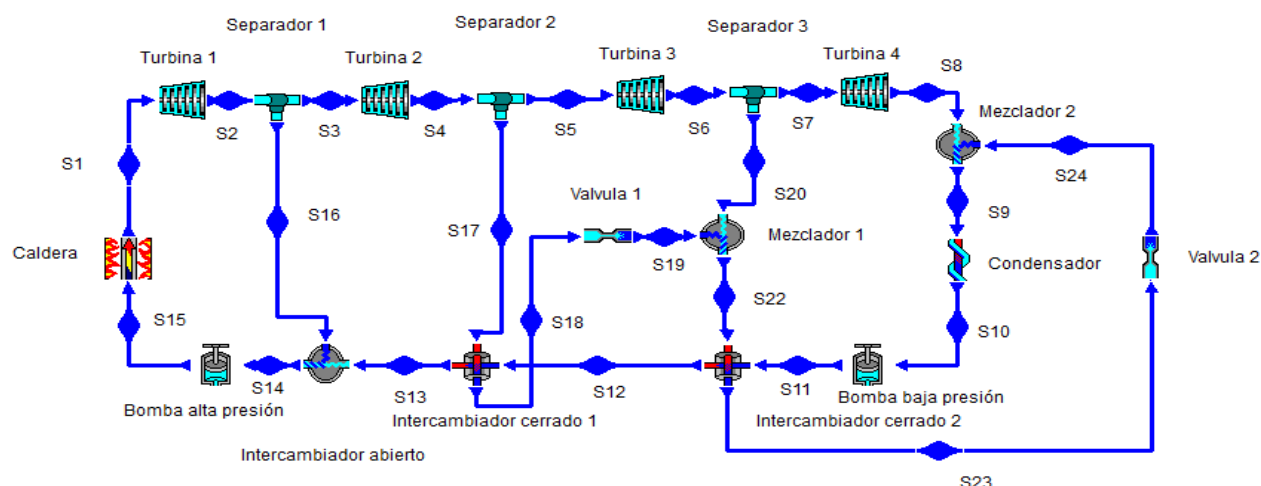 Separador 1
Separador 2
Separador 3
Turbina 1
Turbina 2
Turbina 3
Turbina 4
S8
S2
S3
S4
S5
S6
S7
Mezclador 2
S1
S24
S20
Valvula 1
S16
S17
S9
Mezclador 1
Caldera
S19
Condensador
Valvula 2
S22
S15
S18
S10
S14
S13
S12
S11
Bomba alta presión
Bomba baja presión
Intercambiador cerrado 1
Intercambiador cerrado 2
Intercambiador abierto
S23